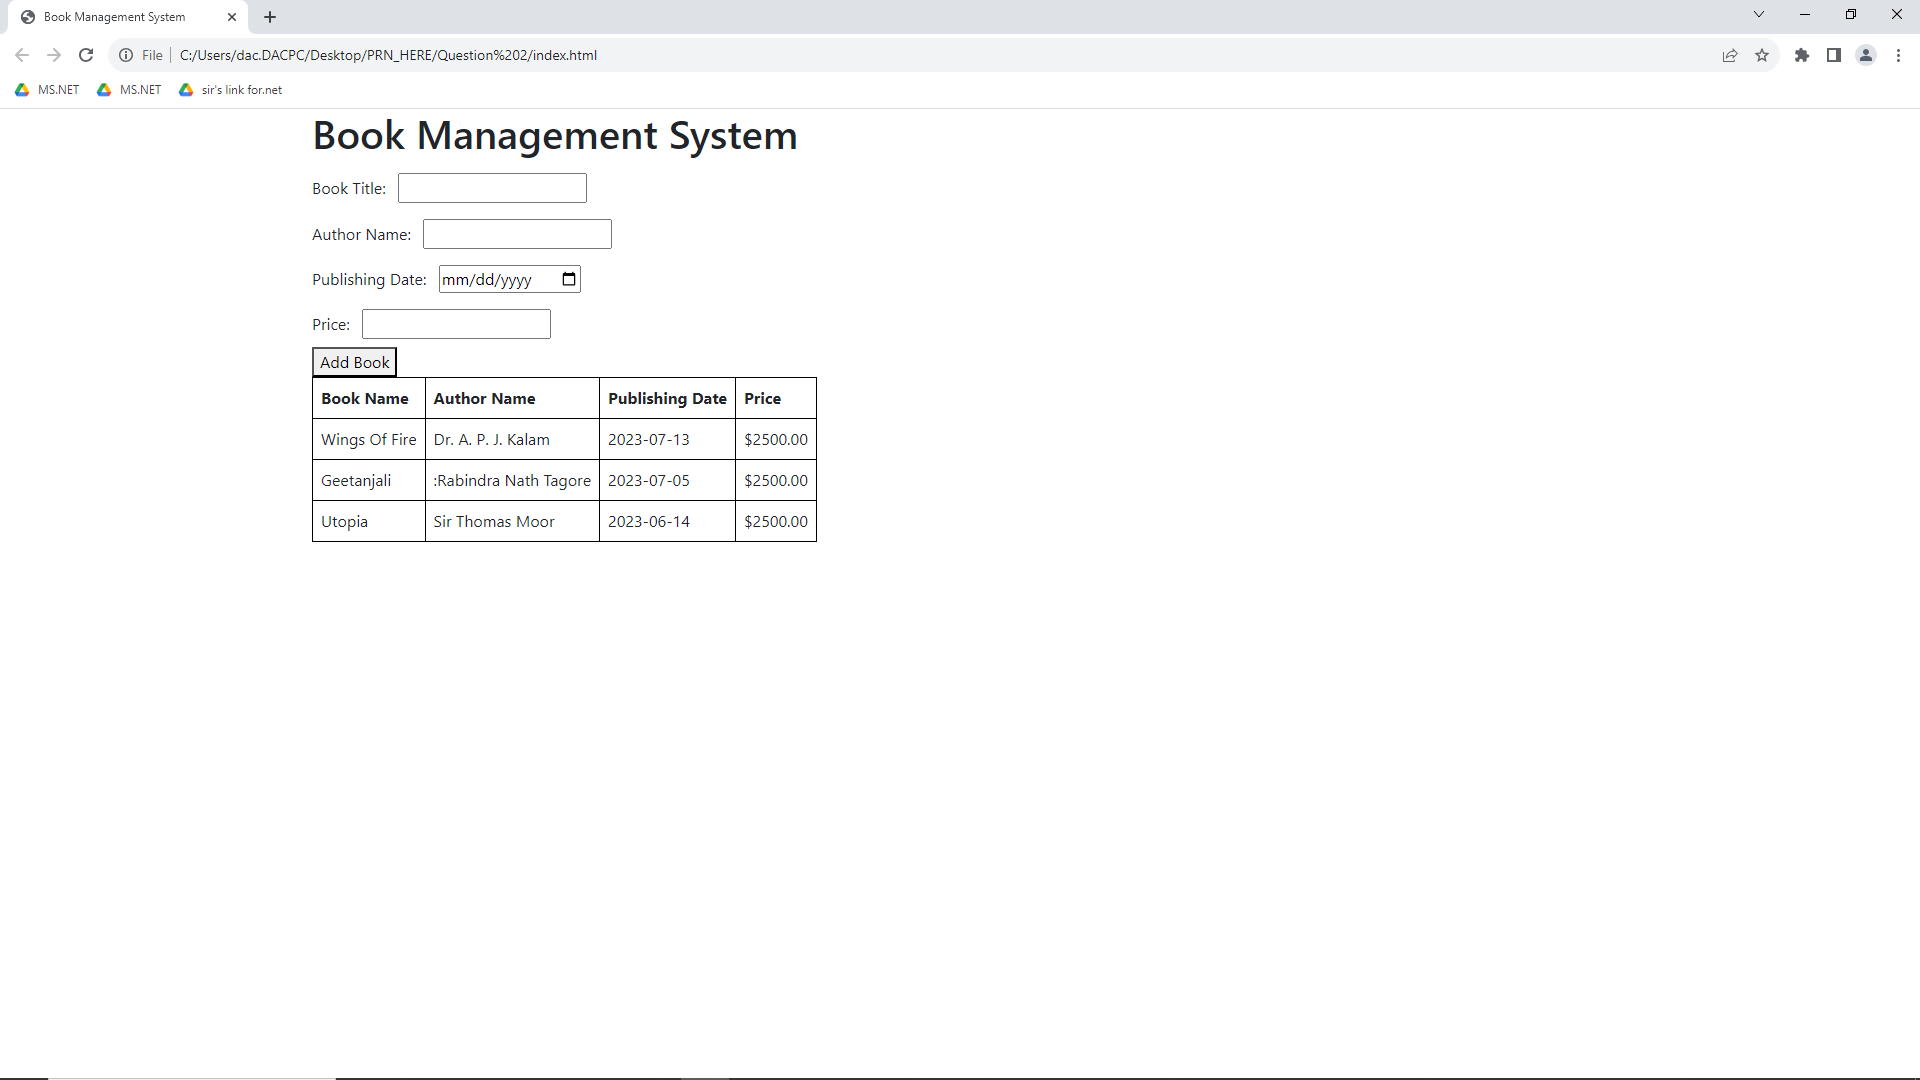 Book Management System
File C:/Users/dac.DACPC/Desktop/PRN_HERE/Question%202/index.html
MS.NET MS.NET sir's link for.net
Book Management System
Book Title:
Author Name:
Publishing Date: mm/dd/yyyy
Price:
Add Book
Book Name Author Name Publishing Date Price
Wings Of Fire Dr. A. P. J. Kalam 2023-07-13 $2500.00
Geetanjali :Rabindra Nath Tagore 2023-07-05 $2500.00
Utopia Sir Thomas Moor 2023-06-14 $2500.00